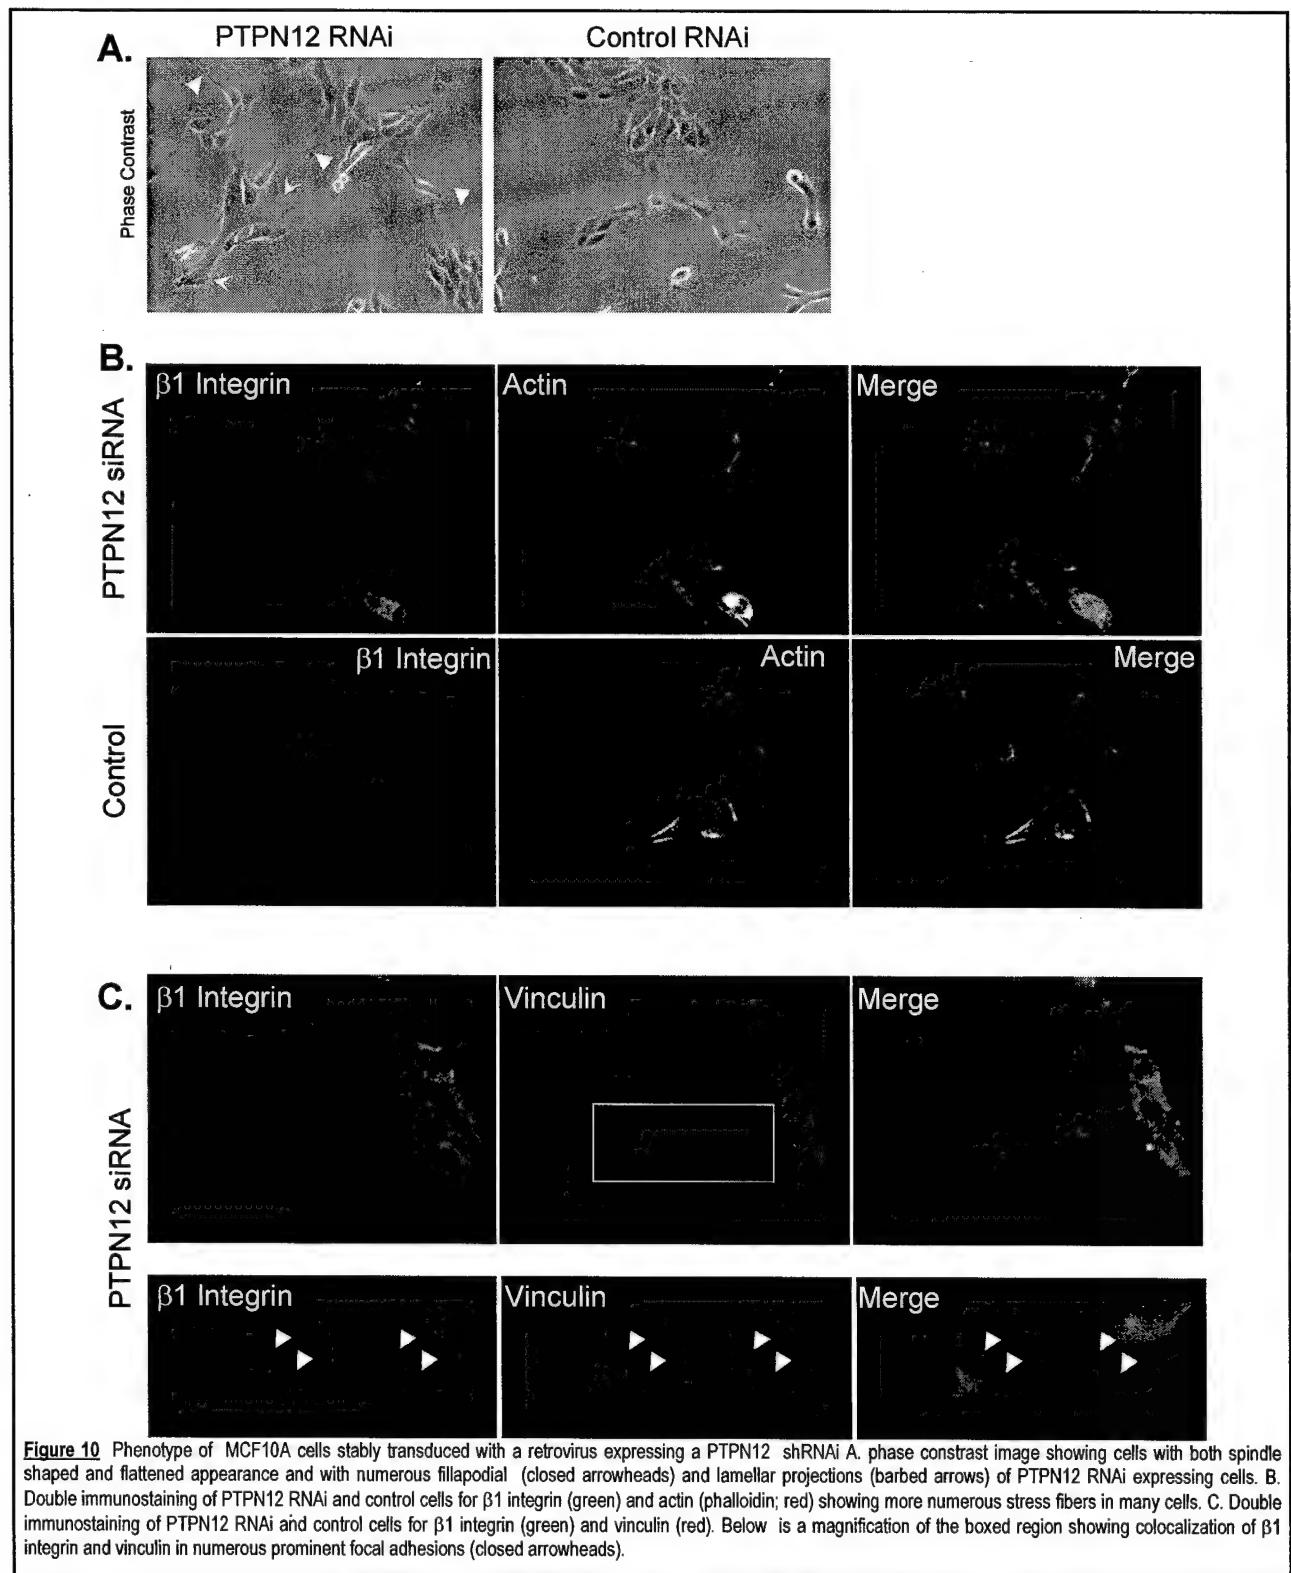 A.
PTPN12 RNAi
Control RNAi
Phase Contrast
B.
PTPN12 siRNA
β1 Integrin
Actin
Merge
Control
β1 Integrin
Actin
Merge
C.
PTPN12 siRNA
β1 Integrin
Vinculin
Merge
β1 Integrin
Vinculin
Merge
Figure 10 Phenotype of MCF10A cells stably transduced with a retrovirus expressing a PTPN12 shRNAi A. phase constrast image showing cells with both spindle
shaped and flattened appearance and with numerous fillapodial (closed arrowheads) and lamellar projections (barbed arrows) of PTPN12 RNAi expressing cells. B.
Double immunostaining of PTPN12 RNAi and control cells for β1 integrin (green) and actin (phalloidin; red) showing more numerous stress fibers in many cells. C. Double
immunostaining of PTPN12 RNAi and control cells for β1 integrin (green) and vinculin (red). Below is a magnification of the boxed region showing colocalization of β1
integrin and vinculin in numerous prominent focal adhesions (closed arrowheads).